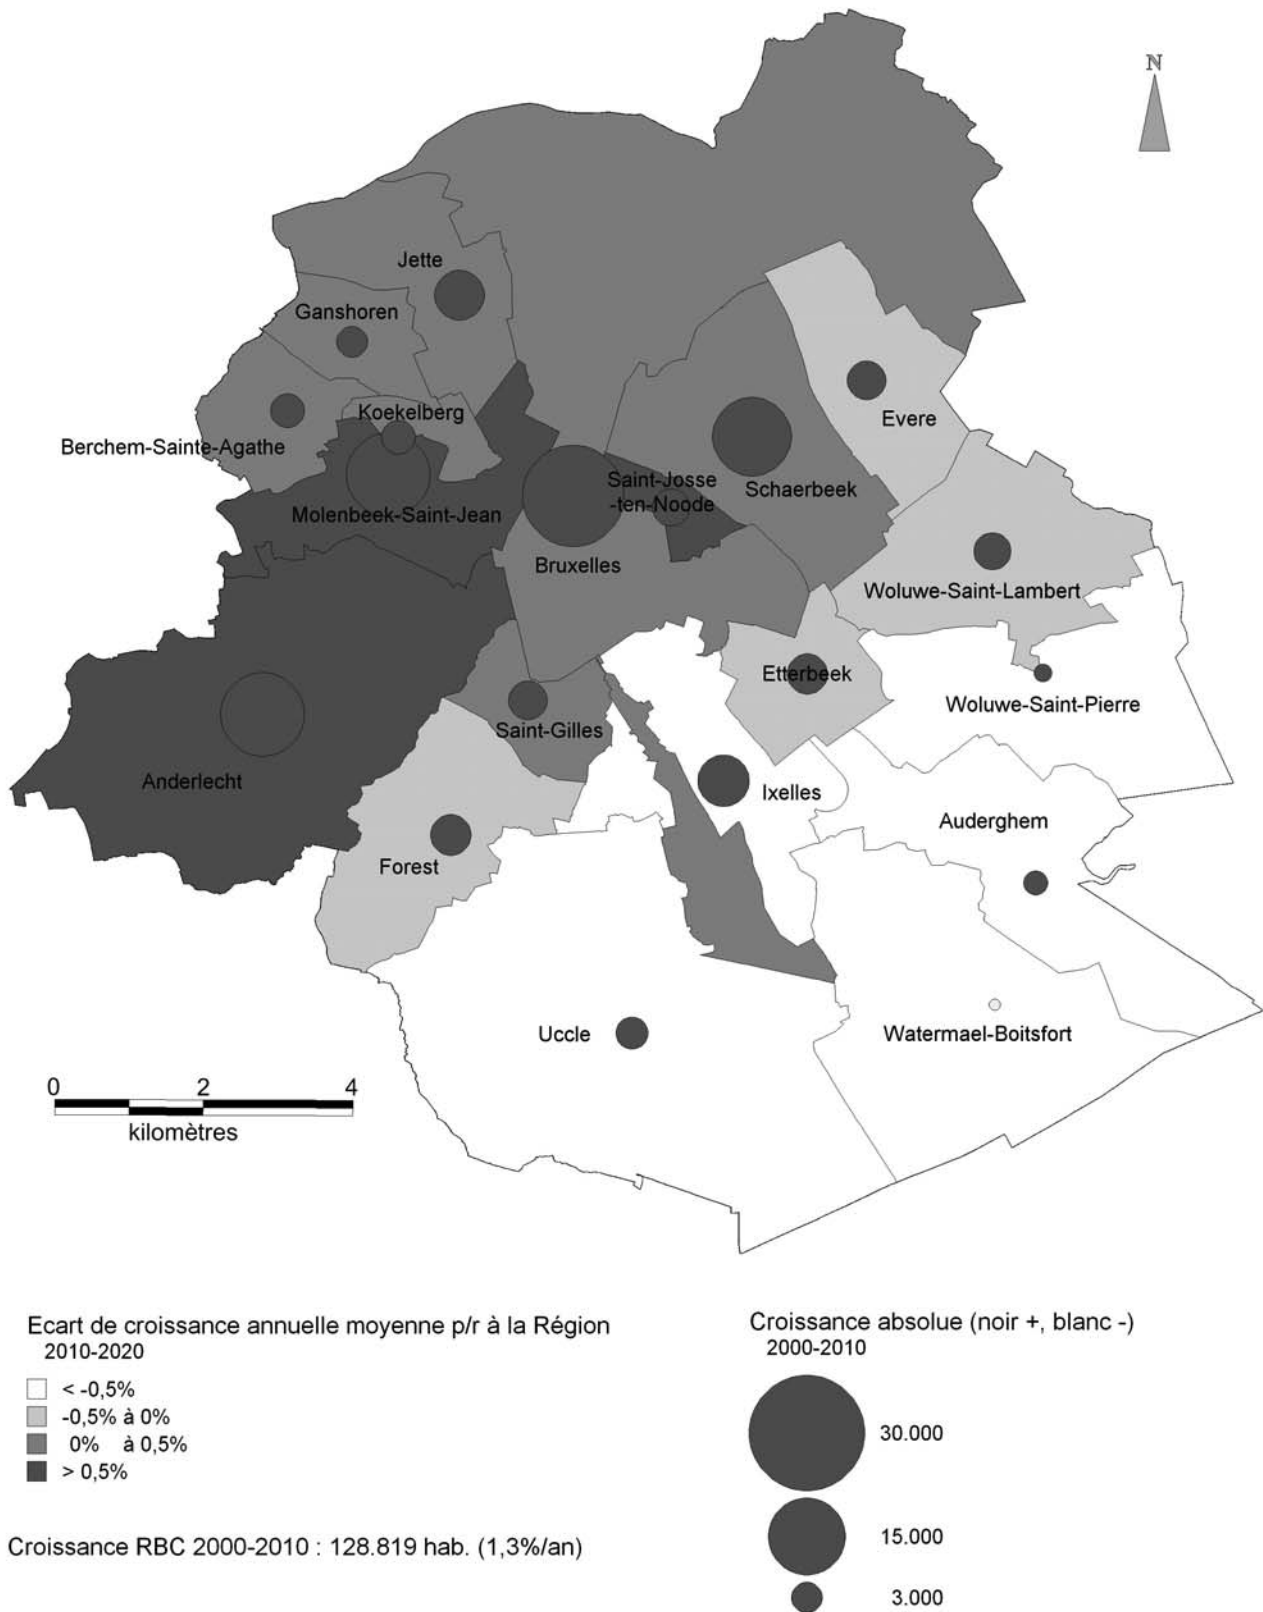 N
Jette
Ganshoren
Koekelberg
Berchem-Sainte-Agathe
Evere
Saint-Josse
-ten-Noode
Schaerbeek
Molenbeek-Saint-Jean
Bruxelles
Woluwe-Saint-Lambert
Etterbeek
Woluwe-Saint-Pierre
Saint-Gilles
Anderlecht
Ixelles
Auderghem
Forest
Uccle
Watermael-Boitsfort
0 2 4
kilomètres
Ecart de croissance annuelle moyenne p/r à la Région
2010-2020
< -0,5%
-0,5% à 0%
0% à 0,5%
> 0,5%
Croissance RBC 2000-2010 : 128.819 hab. (1,3%/an)
Croissance absolue (noir +, blanc -)
2000-2010
30.000
15.000
3.000